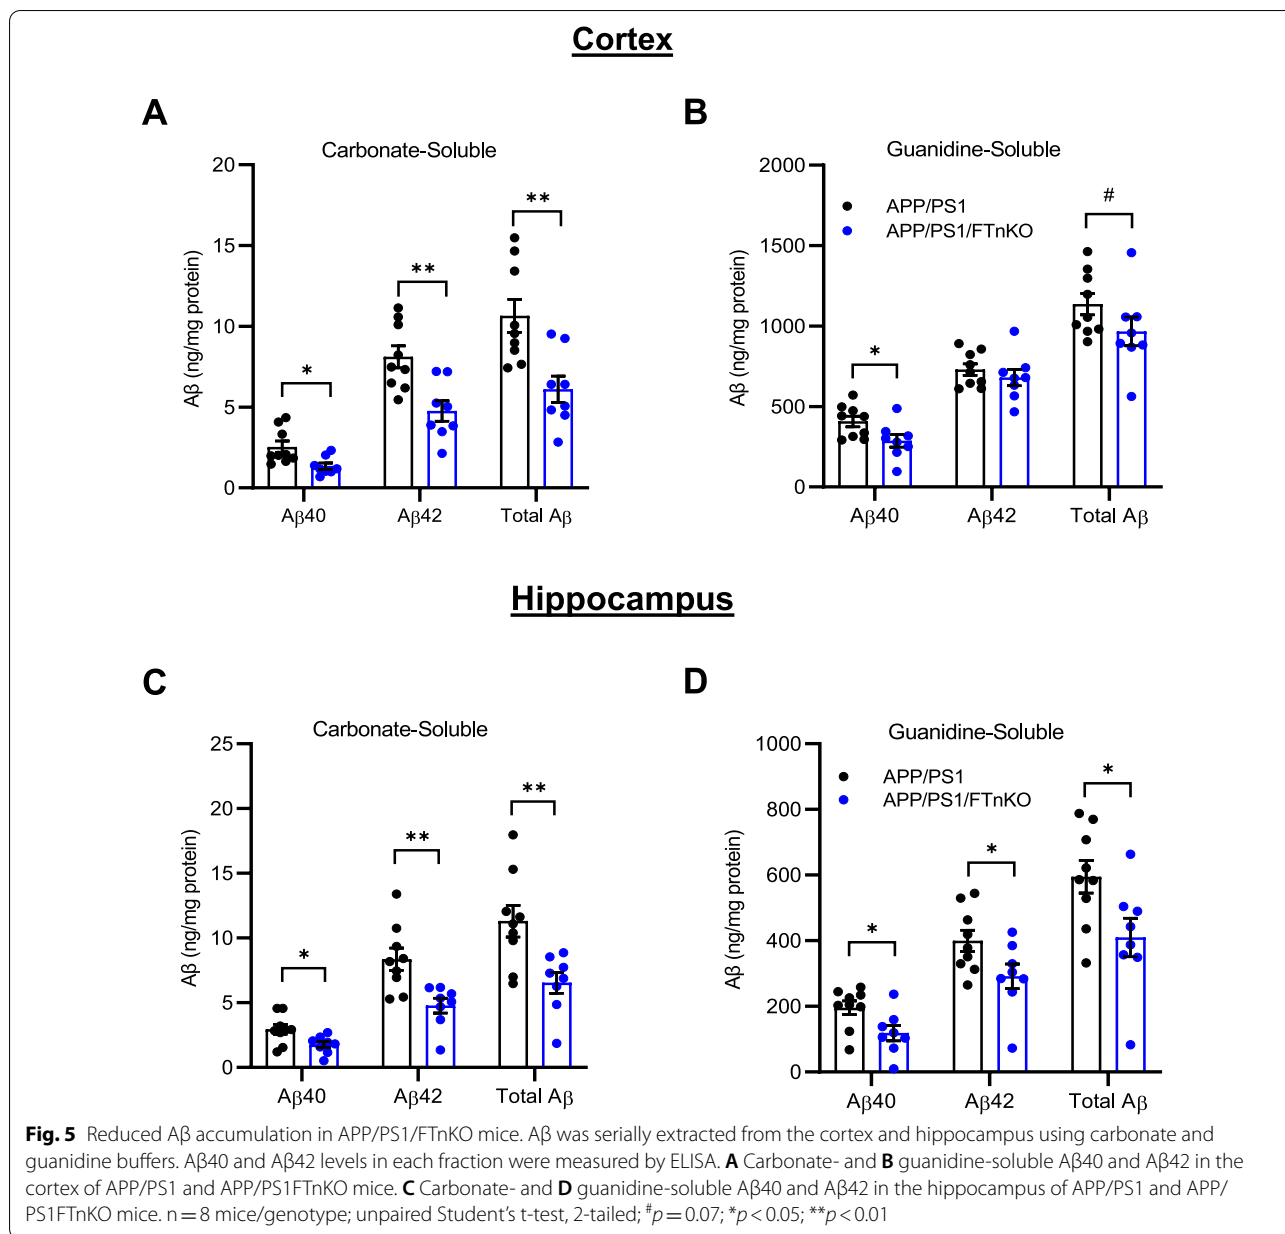 Cortex
A
Carbonate-Soluble
20
15
10
5
0
Aβ (ng/mg protein)
*
**
**
Aβ40
Aβ42
Total Aβ
B
Guanidine-Soluble
2000
1500
1000
500
0
Aβ (ng/mg protein)
APP/PS1
APP/PS1/FTnKO
*
#
Aβ40
Aβ42
Total Aβ
Hippocampus
C
Carbonate-Soluble
25
20
15
10
5
0
Aβ (ng/mg protein)
*
**
**
Aβ40
Aβ42
Total Aβ
D
Guanidine-Soluble
1000
800
600
400
200
0
Aβ (ng/mg protein)
APP/PS1
APP/PS1/FTnKO
*
*
*
Aβ40
Aβ42
Total Aβ
Fig. 5 Reduced Aβ accumulation in APP/PS1/FTnKO mice. Aβ was serially extracted from the cortex and hippocampus using carbonate and
guanidine buffers. Aβ40 and Aβ42 levels in each fraction were measured by ELISA. A Carbonate- and B guanidine-soluble Aβ40 and Aβ42 in the
cortex of APP/PS1 and APP/PS1FTnKO mice. C Carbonate- and D guanidine-soluble Aβ40 and Aβ42 in the hippocampus of APP/PS1 and APP/
PS1FTnKO mice. n = 8 mice/genotype; unpaired Student's t-test, 2-tailed; #p = 0.07; *p < 0.05; **p < 0.01